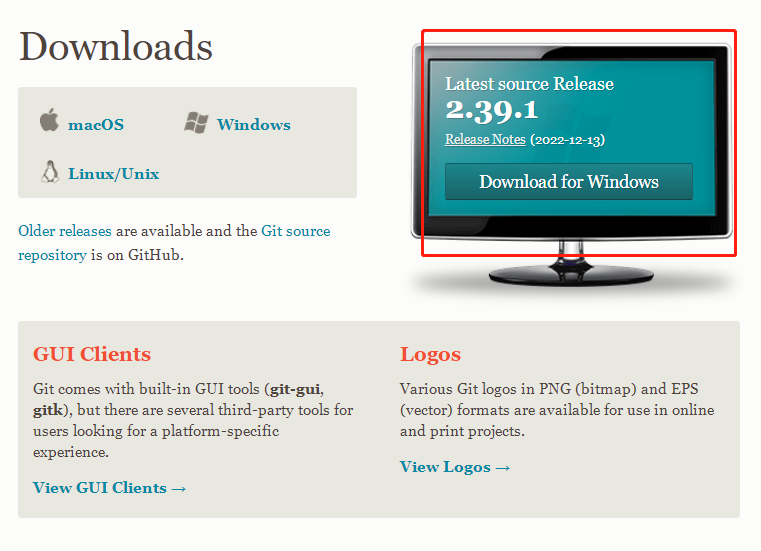 Downloads
macOS
Windows
Linux/Unix
Older releases are available and the Git source
repository is on GitHub.
Latest source Release
2.39.1
Release Notes (2022-12-13)
Download for Windows
GUI Clients
Git comes with built-in GUI tools (git-gui,
gitk), but there are several third-party tools for
users looking for a platform-specific
experience.
View GUI Clients →
Logos
Various Git logos in PNG (bitmap) and EPS
(vector) formats are available for use in online
and print projects.
View Logos →